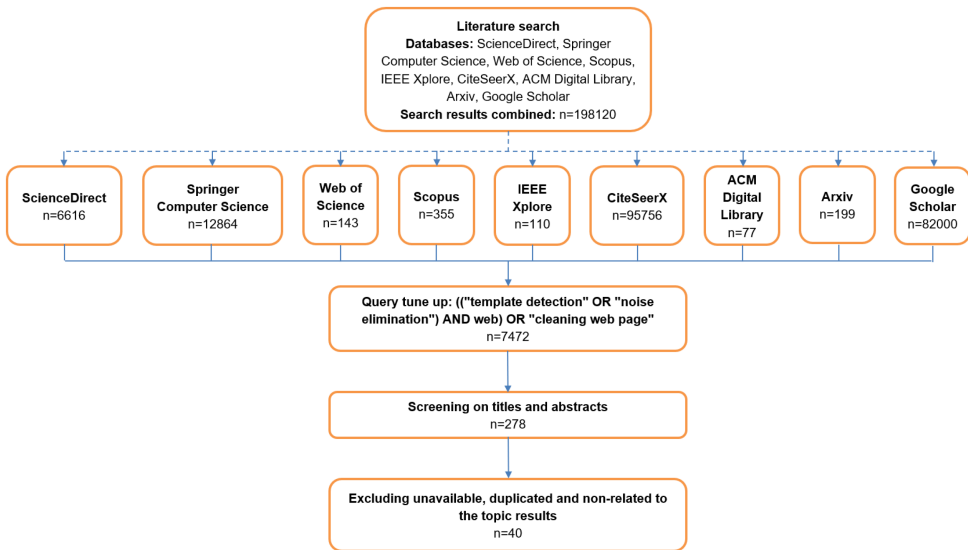 Literature search
Databases: ScienceDirect, Springer
Computer Science, Web of Science, Scopus,
IEEE Xplore, CiteSeerX, ACM Digital Library,
Arxiv, Google Scholar
Search results combined: n=198120
ScienceDirect
n=6616
Springer
Computer Science
n=12864
Web of
Science
n=143
Scopus
n=355
IEEE
Xplore
n=110
CiteSeerX
n=95756
ACM
Digital
Library
n=77
Arxiv
n=199
Google
Scholar
n=82000
Query tune up: (("template detection" OR "noise
elimination") AND web) OR "cleaning web page"
n=7472
Screening on titles and abstracts
n=278
Excluding unavailable, duplicated and non-related to
the topic results
n=40